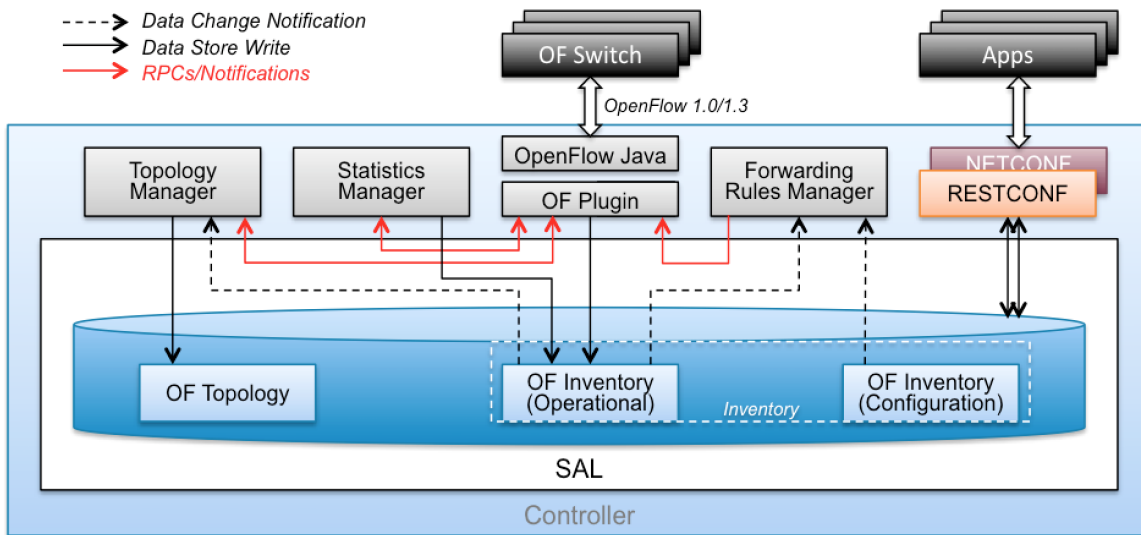 Data Change Notification
Data Store Write
RPCs/Notifications
OF Switch
Apps
OpenFlow 1.0/1.3
Topology
Manager
Statistics
Manager
OpenFlow Java
OF Plugin
Forwarding
Rules Manager
NETCONF
RESTCONF
OF Topology
OF Inventory
(Operational)
Inventory
OF Inventory
(Configuration)
SAL
Controller